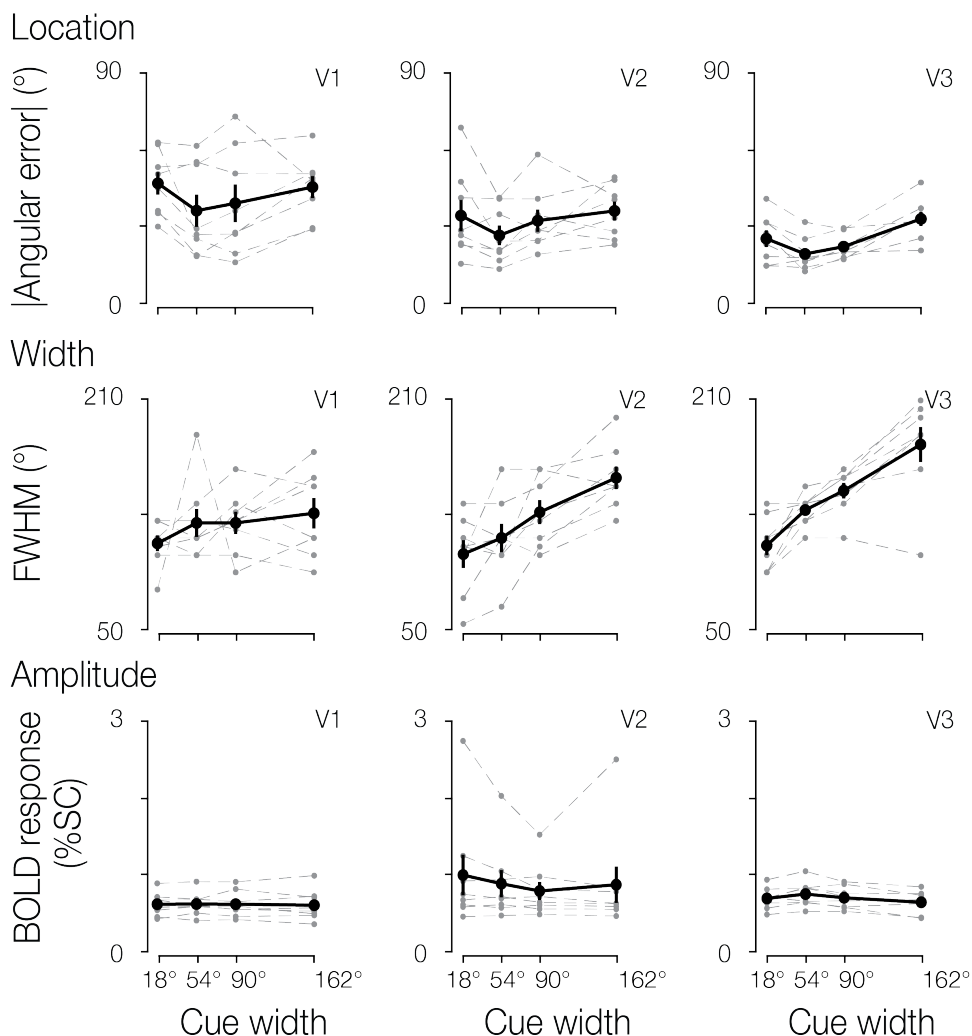 Location
|Angular error| (°)
90
0
V1
90
0
V2
90
0
V3
Width
FWHM (°)
210
50
V1
210
50
V2
210
50
V3
Amplitude
BOLD response
(%SC)
3
0
V1
3
0
V2
3
0
V3
18° 54° 90° 162°
18° 54° 90° 162°
18° 54° 90° 162°
Cue width
Cue width
Cue width